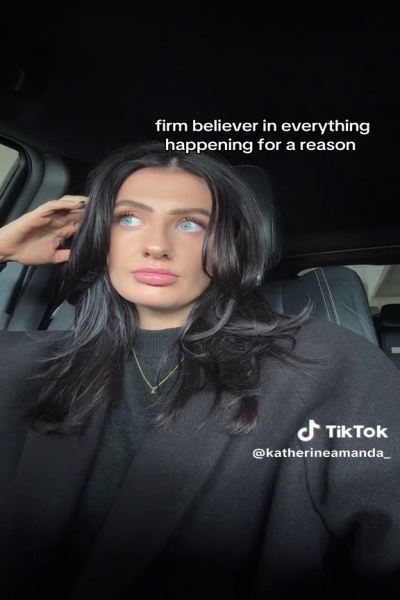 firm believer in everything
happening for a reason
TikTok
@katherineamanda_